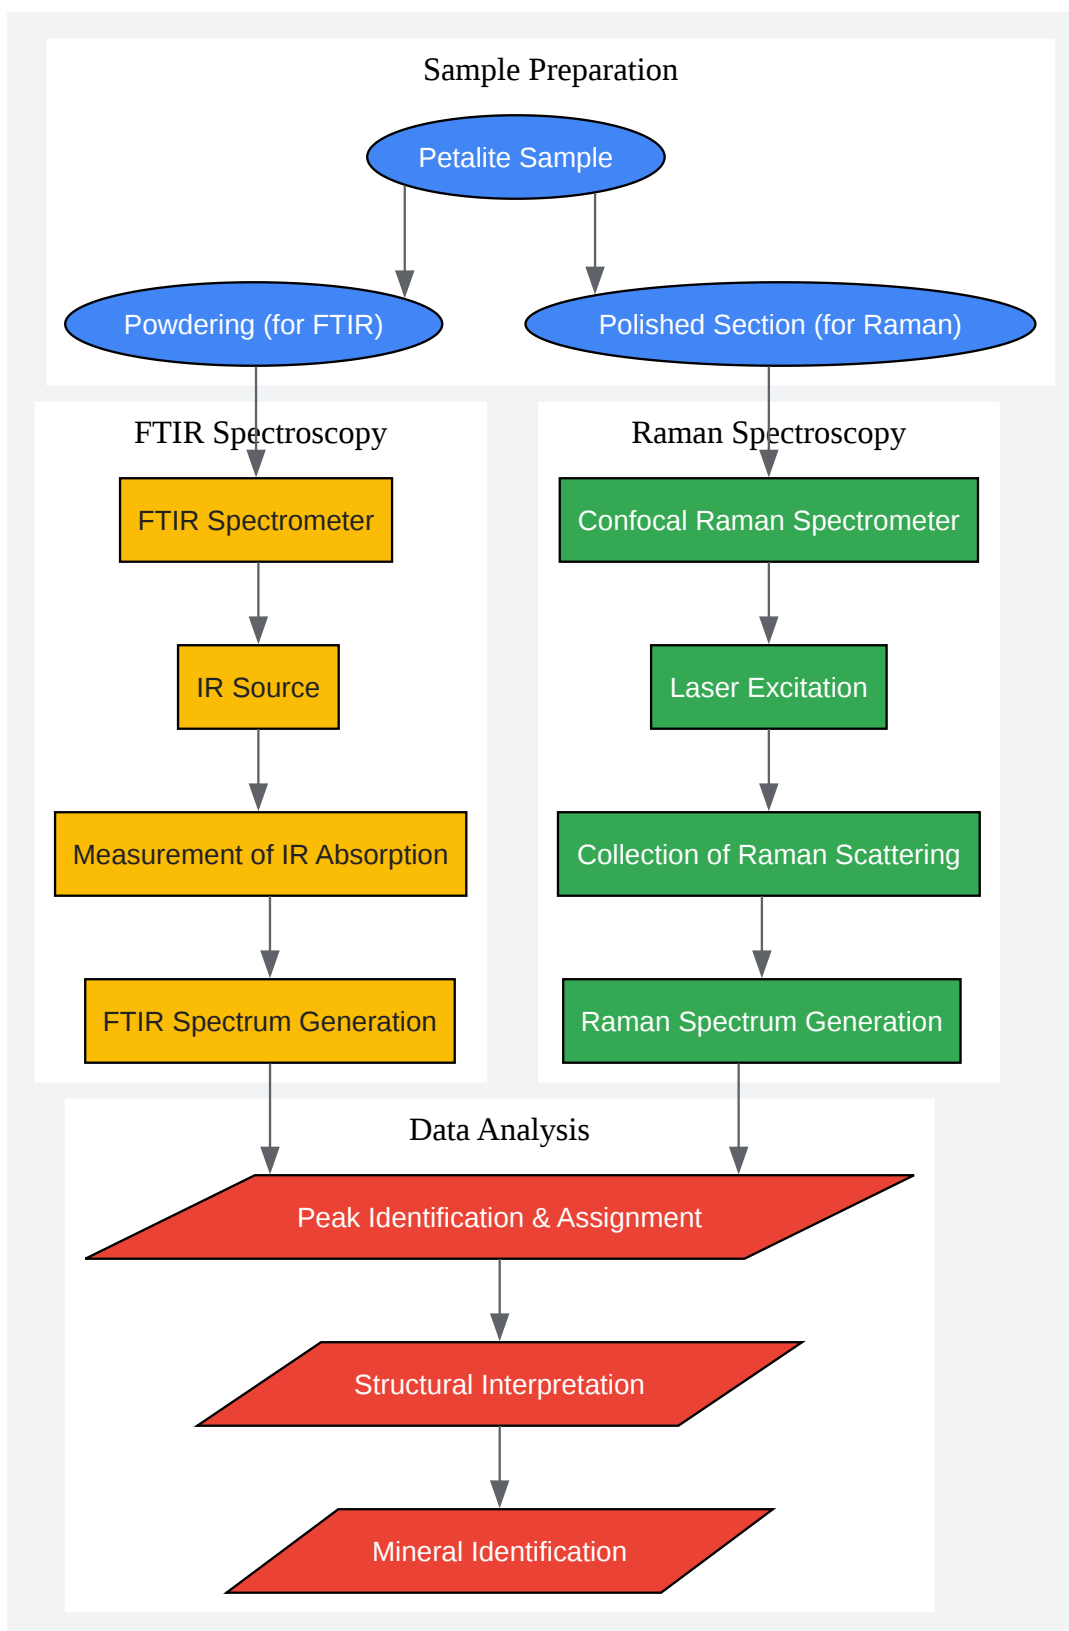 Sample Preparation
Petalite Sample
Powdering (for FTIR)
Polished Section (for Raman)
FTIR Spectroscopy
FTIR Spectrometer
IR Source
Measurement of IR Absorption
FTIR Spectrum Generation
Raman Spectroscopy
Confocal Raman Spectrometer
Laser Excitation
Collection of Raman Scattering
Raman Spectrum Generation
Data Analysis
Peak Identification & Assignment
Structural Interpretation
Mineral Identification